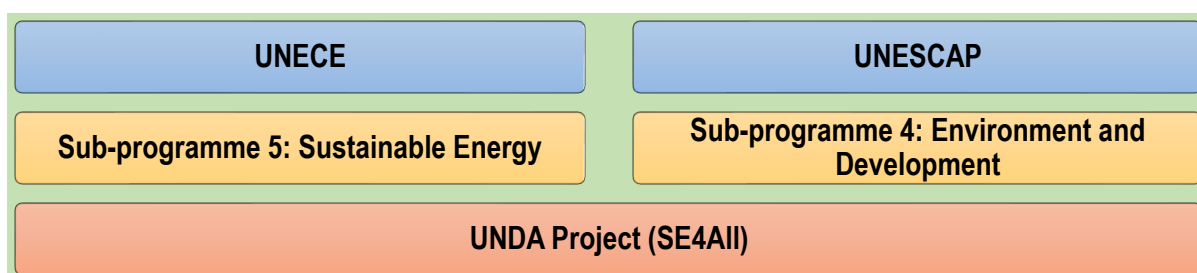 UNECE
UNESCAP
Sub-programme 5: Sustainable Energy
Sub-programme 4: Environment and
Development
UNDA Project (SE4All)